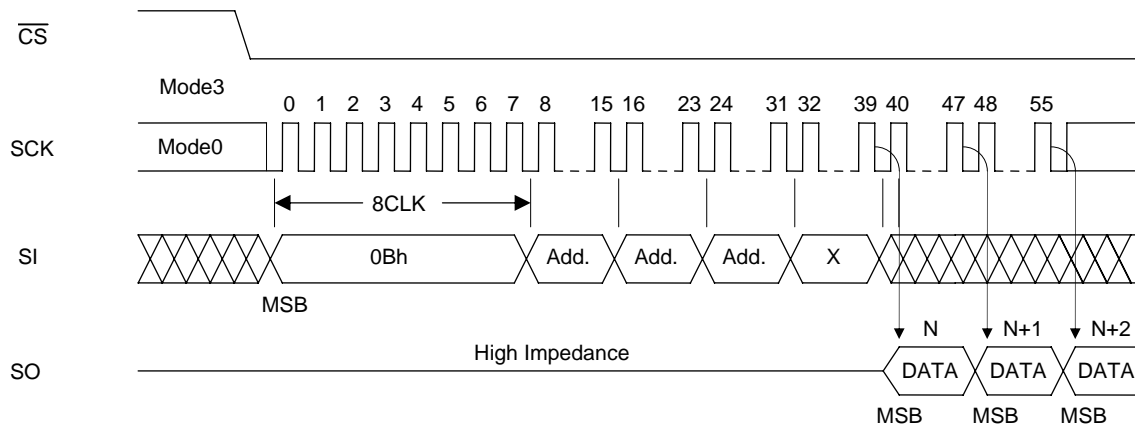 CS
Mode3
0 1 2 3 4 5 6 7 8 15 16 23 24 31 32 39 40 47 48 55
SCK
Mode0
8CLK
SI
0Bh
Add.
Add.
Add.
X
MSB
N
N+1
N+2
High Impedance
SO
DATA
DATA
DATA
MSB
MSB
MSB